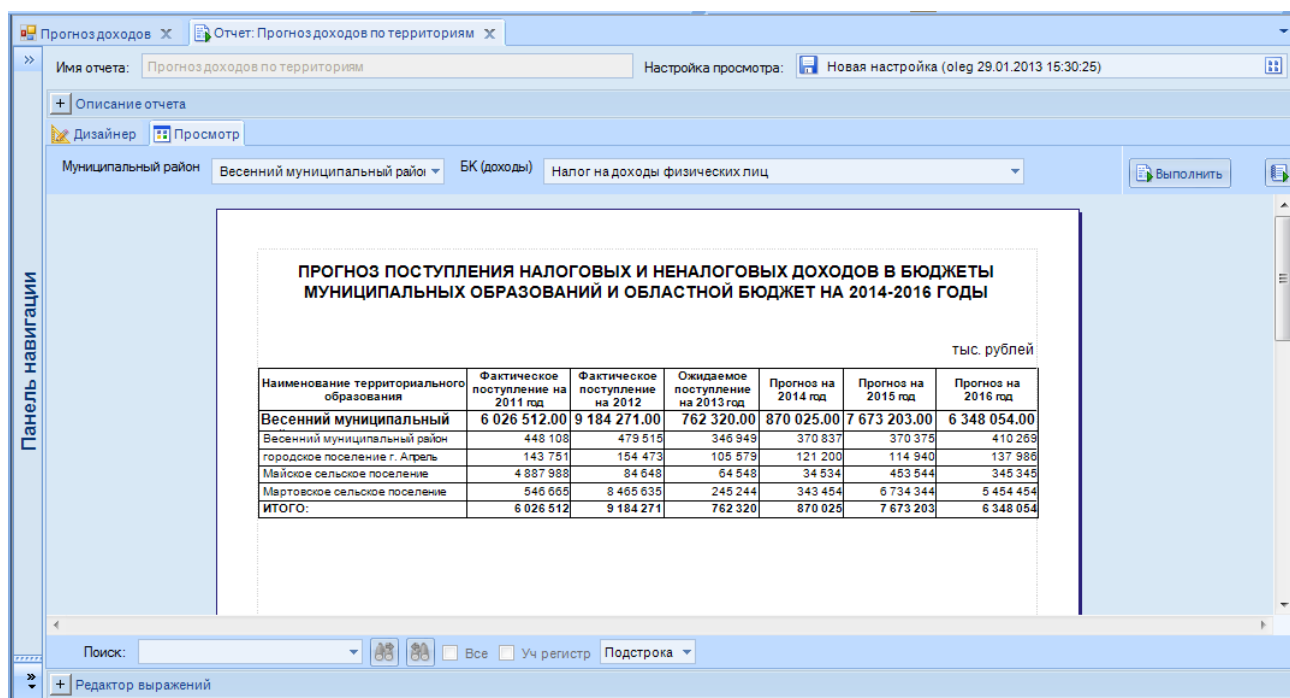 Прогноз доходов X Отчет: Прогноз доходов по территориям X
Имя отчета: Прогноз доходов по территориям Настройка просмотра: Новая настройка (oleg 29.01.2013 15:30:25)
+ Описание отчета
Дизайнер Просмотр
Муниципальный район Весенний муниципальный БК (доходы) Налог на доходы физических лиц Выполнить
Панель навигации
ПРОГНОЗ ПОСТУПЛЕНИЯ НАЛОГОВЫХ И НЕНАЛОГОВЫХ ДОХОДОВ В БЮДЖЕТЫ
МУНИЦИПАЛЬНЫХ ОБРАЗОВАНИЙ И ОБЛАСТНОЙ БЮДЖЕТ НА 2014-2016 ГОДЫ
тыс. рублей
Наименование территориального образования Фактическое поступление на 2011 год Фактическое поступление на 2012 Ожидаемое поступление на 2013 год Прогноз на 2014 год Прогноз на 2015 год Прогноз на 2016 год
Весенний муниципальный 6 026 512.00 9 184 271.00 762 320.00 870 025.00 7 673 203.00 6 348 054.00
Весенний муниципальный район 448 108 479 515 346 949 370 837 370 375 410 269
городское поселение г. Апрель 143 751 154 473 105 579 121 200 114 940 137 986
Майское сельское поселение 4 887 988 84 648 64 548 34 534 453 544 345 345
Мартовское сельское поселение 546 665 8 465 635 245 244 343 454 6 734 344 5 454 454
ИТОГО: 6 026 512 9 184 271 762 320 870 025 7 673 203 6 348 054
Поиск: Все Уч регистр Подстрока
+ Редактор выражений